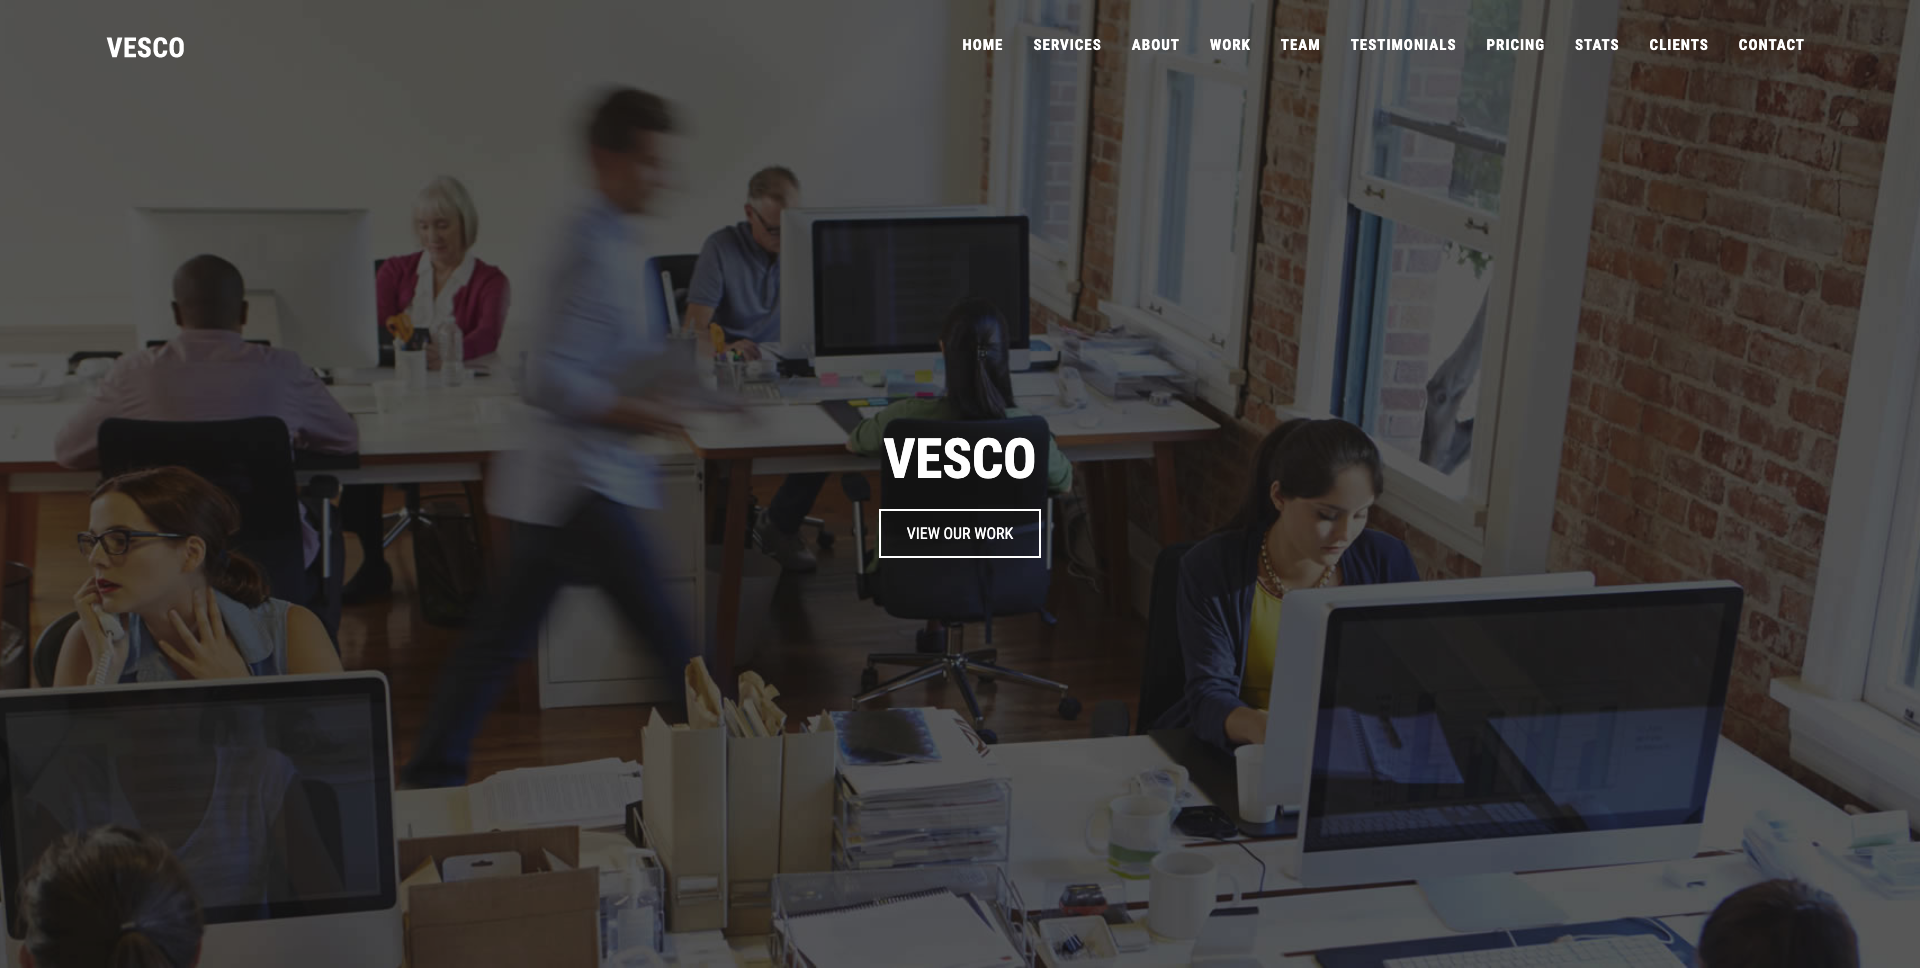 VESCO
HOME SERVICES ABOUT WORK TEAM TESTIMONIALS PRICING STATS CLIENTS CONTACT
VESCO
VIEW OUR WORK